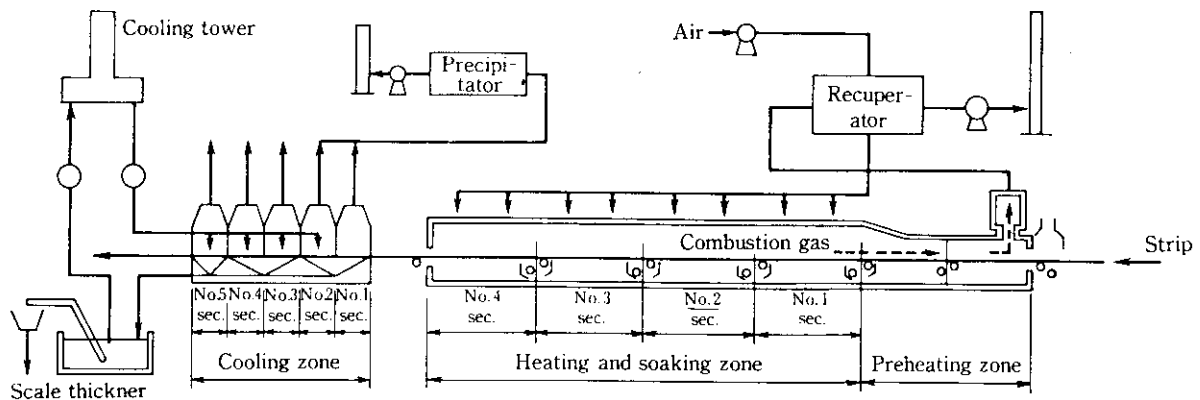 Cooling tower
Precipi-
tator
Air
Recuper-
ator
Combustion gas
Strip
No.5
sec.
No.4
sec.
No.3
sec.
No.2
sec.
No.1
sec.
No.4
sec.
No.3
sec.
No.2
sec.
No.1
sec.
Cooling zone
Heating and soaking zone
Preheating zone
Scale thickner